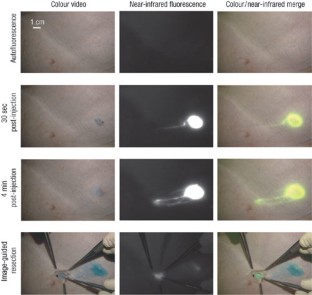 Colour video Near-infrared fluorescence Colour/near-infrared merge
Autofluorescence
1 cm
30 sec
post-injection
4 min
post-injection
Image-guided
resection